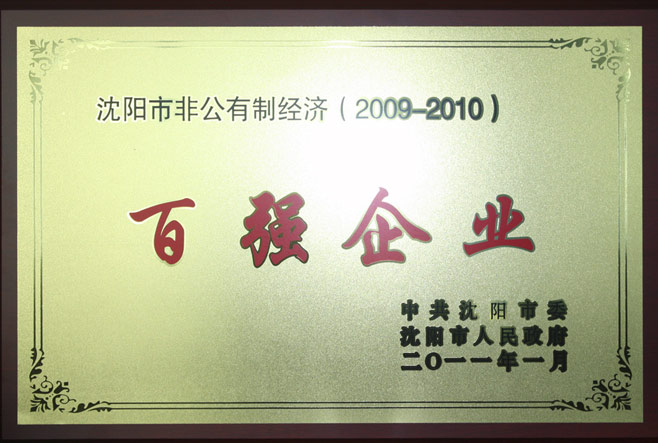 沈阳市非公有制经济（2009-2010）
百强企业
中共沈阳市委
沈阳市人民政府
二〇一一年一月